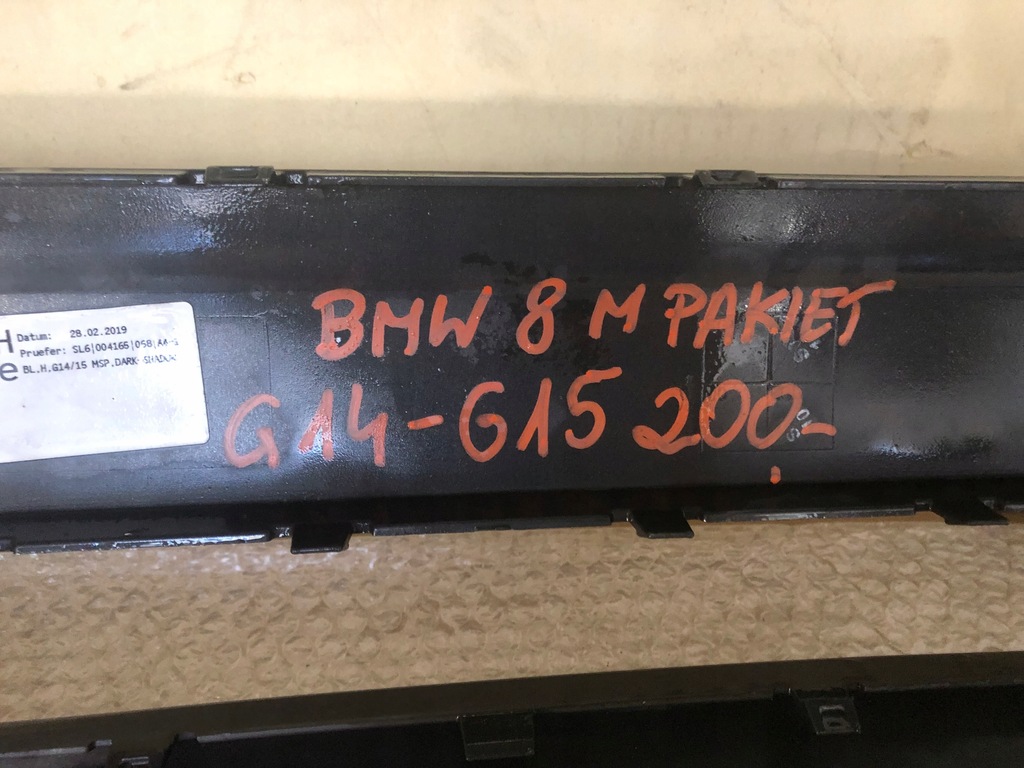 H
e
Datum: 28.02.2019
Pruefer: SL6|004165|058|
BL.H.G14/15 MSP.DARK-SHADOW
BMW 8 M PAKIET
G14-G15 200,-